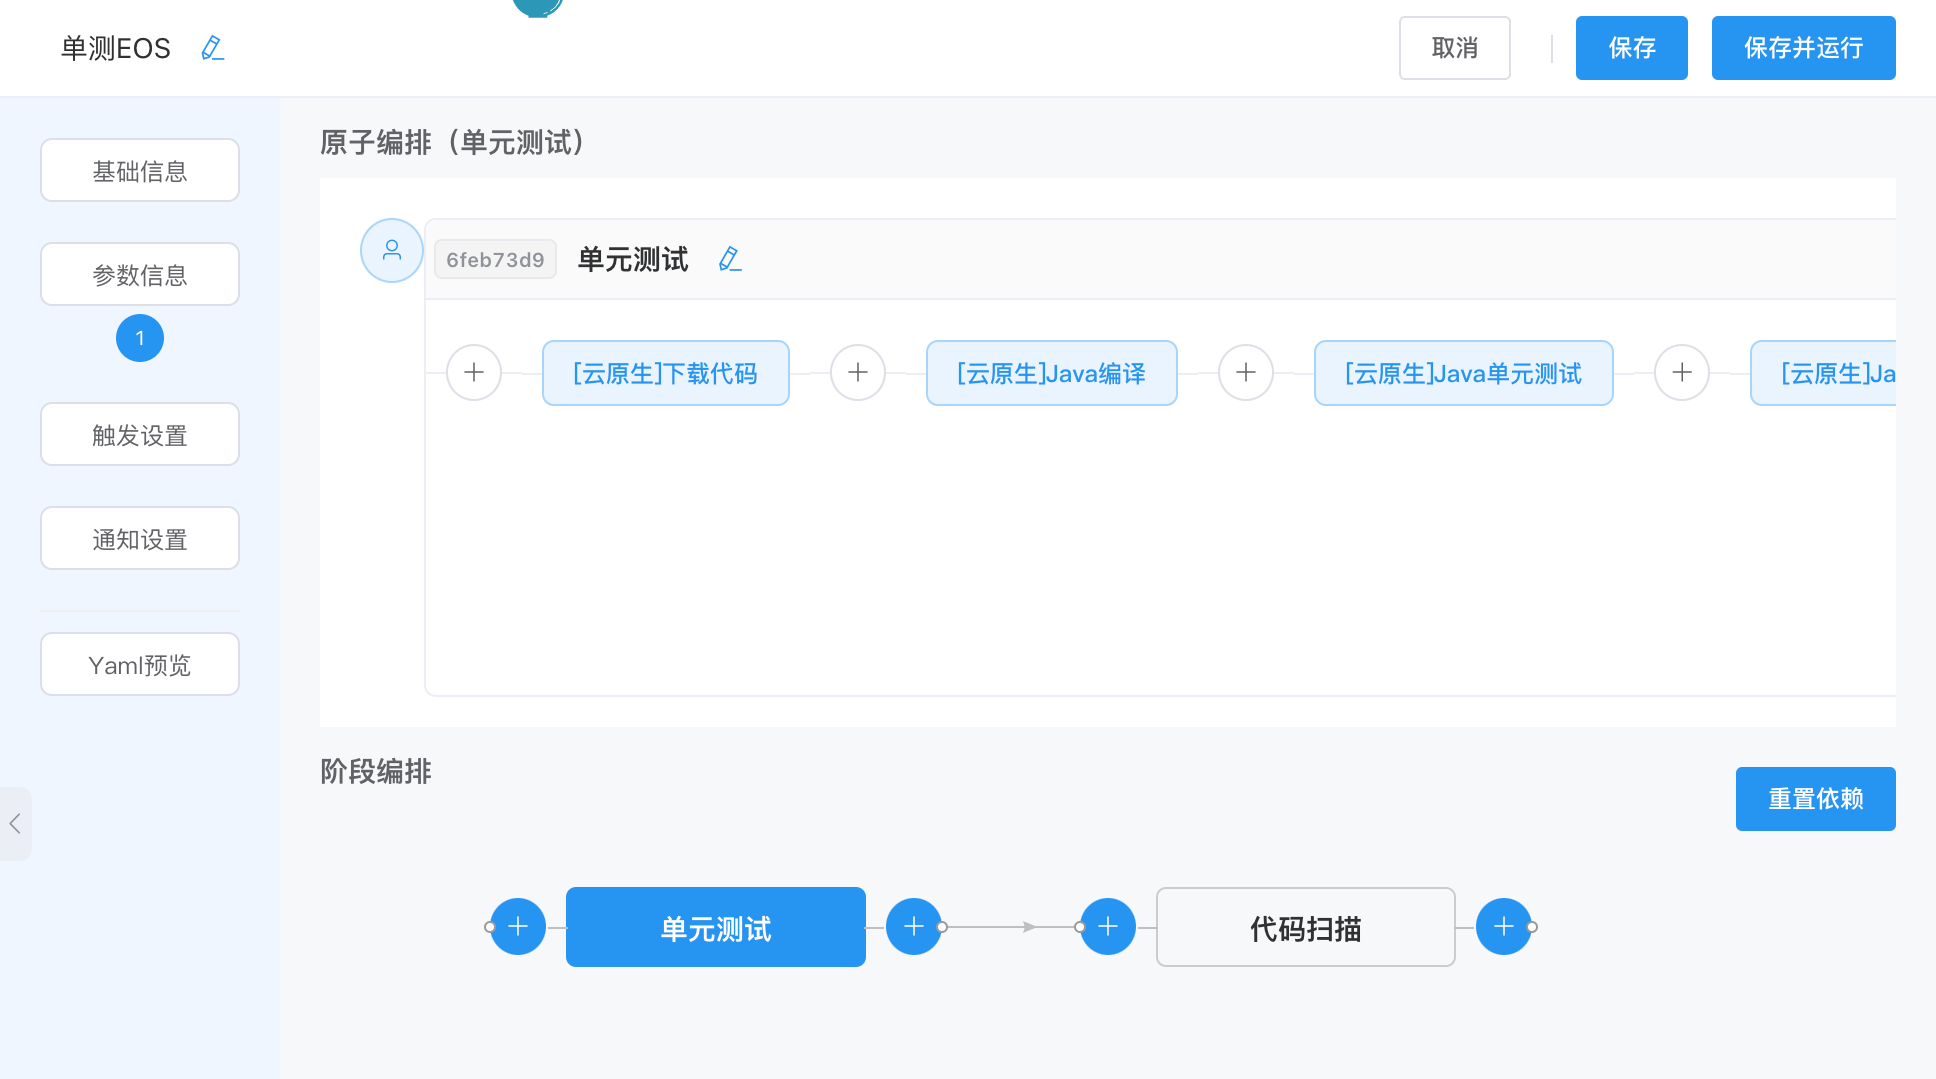 单测EOS
取消
保存
保存并运行
基础信息
参数信息
1
触发设置
通知设置
Yaml预览
原子编排（单元测试）
6feb73d9
单元测试
[云原生]下载代码
[云原生]Java编译
[云原生]Java单元测试
[云原生]Ja
阶段编排
重置依赖
单元测试
代码扫描